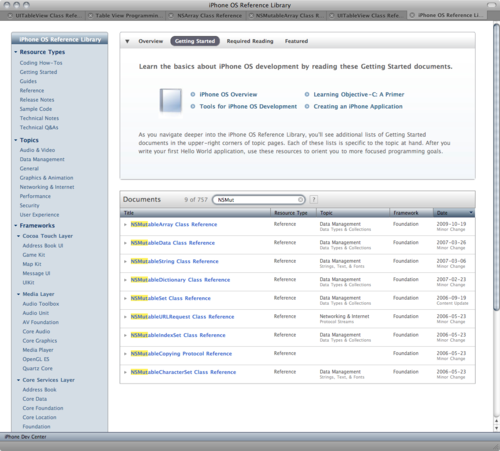 iPhone OS Reference Library
UITableView Class Refe...
Table View Programmin...
NSArray Class Reference
NSMutableArray Class R...
UITableView Class Refe...
iPhone OS Reference Li...
iPhone OS Reference Library
Resource Types
Coding How-Tos
Getting Started
Guides
Reference
Release Notes
Sample Code
Technical Notes
Technical Q&As
Topics
Audio & Video
Data Management
General
Graphics & Animation
Networking & Internet
Performance
Security
User Experience
Frameworks
Cocoa Touch Layer
Address Book UI
Game Kit
Map Kit
Message UI
UIKit
Media Layer
Audio Toolbox
Audio Unit
AV Foundation
Core Audio
Core Graphics
Media Player
OpenGL ES
Quartz Core
Core Services Layer
Address Book
Core Data
Core Foundation
Core Location
Foundation
Overview Getting Started Required Reading Featured
Learn the basics about iPhone OS development by reading these Getting Started documents.
iPhone OS Overview Learning Objective-C: A Primer
Tools for iPhone OS Development Creating an iPhone Application
As you navigate deeper into the iPhone OS Reference Library, you'll see additional lists of Getting Started
documents in the upper-right corners of topic pages. Each of these lists is specific to the topic at hand. After you
write your first Hello World application, use these resources to orient you to more focused programming goals.
Documents 9 of 757 NSMut ?
Title Resource Type Topic Framework Date
NSMutableArray Class Reference Reference Data Management Foundation 2009-10-19
Data Types & Collections Minor Change
NSMutableData Class Reference Reference Data Management Foundation 2007-03-26
Data Types & Collections Minor Change
NSMutableString Class Reference Reference Data Management Foundation 2007-03-06
Strings, Text, & Fonts Minor Change
NSMutableDictionary Class Reference Reference Data Management Foundation 2007-02-23
Data Types & Collections Minor Change
NSMutableSet Class Reference Reference Data Management Foundation 2006-09-19
Data Types & Collections Content Update
NSMutableURLRequest Class Reference Reference Networking & Internet Foundation 2006-05-23
Protocol Streams Minor Change
NSMutableIndexSet Class Reference Reference Data Management Foundation 2006-05-23
Data Types & Collections Minor Change
NSMutableCopying Protocol Reference Reference Foundation 2006-05-23
Minor Change
NSMutableCharacterSet Class Reference Reference Data Management Foundation 2006-05-23
Strings, Text, & Fonts Minor Change
iPhone Dev Center